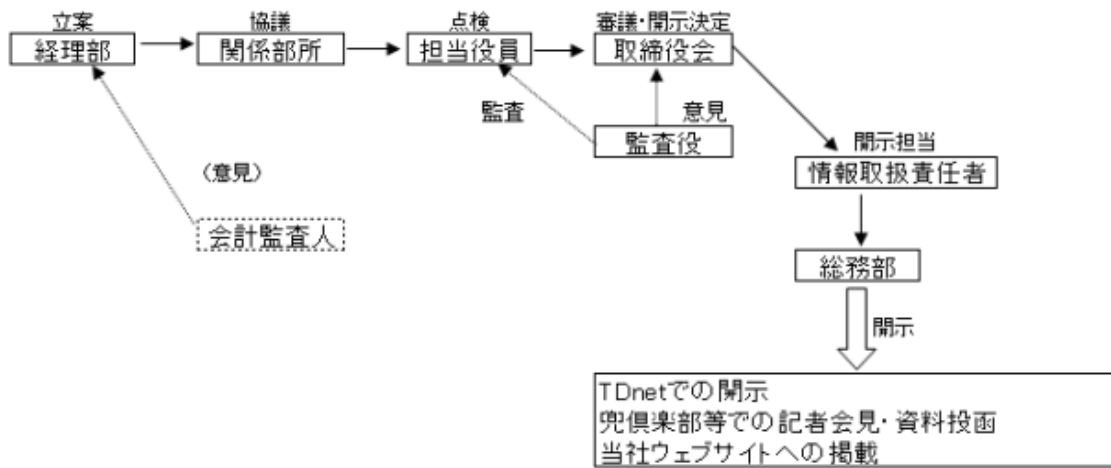 立案
経理部
協議
関係部所
点検
担当役員
審議・開示決定
取締役会
監査
意見
監査役
開示担当
情報取扱責任者
（意見）
会計監査人
総務部
開示
TDnetでの開示
兜倶楽部等での記者会見・資料投函
当社ウェブサイトへの掲載